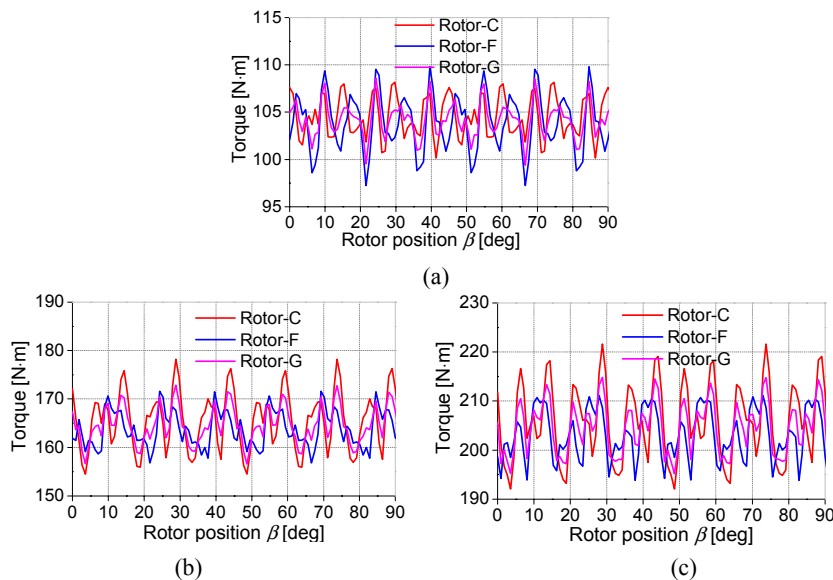 115
110
105
100
95
Torque [N·m]
Rotor-C
Rotor-F
Rotor-G
0 10 20 30 40 50 60 70 80 90
Rotor position β [deg]
(a)
190
180
170
160
150
Torque [N·m]
Rotor-C
Rotor-F
Rotor-G
0 10 20 30 40 50 60 70 80 90
Rotor position β [deg]
(b)
230
220
210
200
190
Torque [N·m]
Rotor-C
Rotor-F
Rotor-G
0 10 20 30 40 50 60 70 80 90
Rotor position β [deg]
(c)